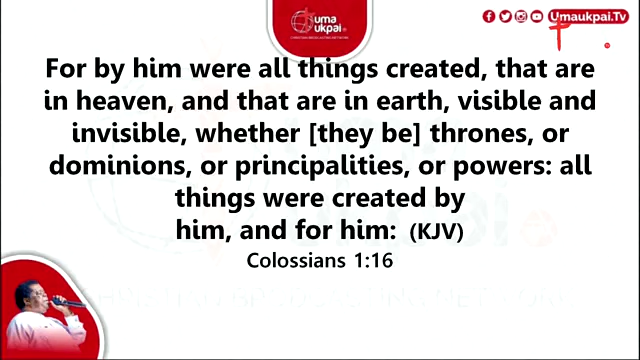 uma
ukpai
Umaukpai.Tv
For by him were all things created, that are
in heaven, and that are in earth, visible and
invisible, whether [they be] thrones, or
dominions, or principalities, or powers: all
things were created by
him, and for him: (KJV)
Colossians 1:16